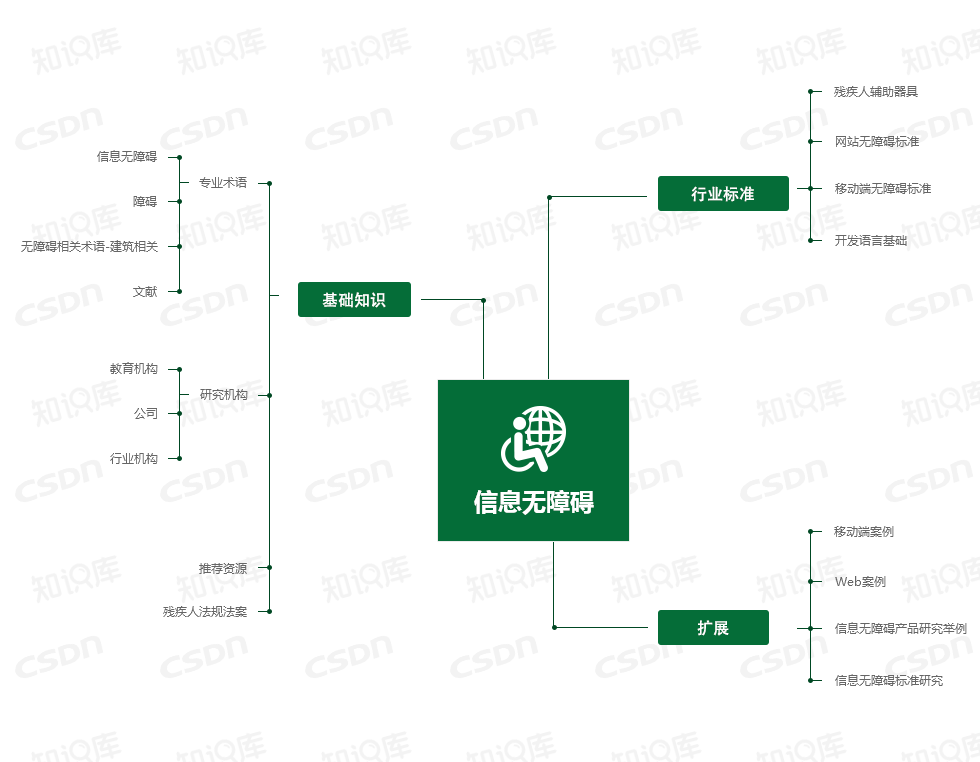 信息无障碍
基础知识
专业术语
信息无障碍
障碍
无障碍相关术语-建筑相关
文献
研究机构
教育机构
公司
行业机构
推荐资源
残疾人法规法案
行业标准
残疾人辅助器具
网站无障碍标准
移动端无障碍标准
开发语言基础
扩展
移动端案例
Web案例
信息无障碍产品研究举例
信息无障碍标准研究
知识库
CSDN